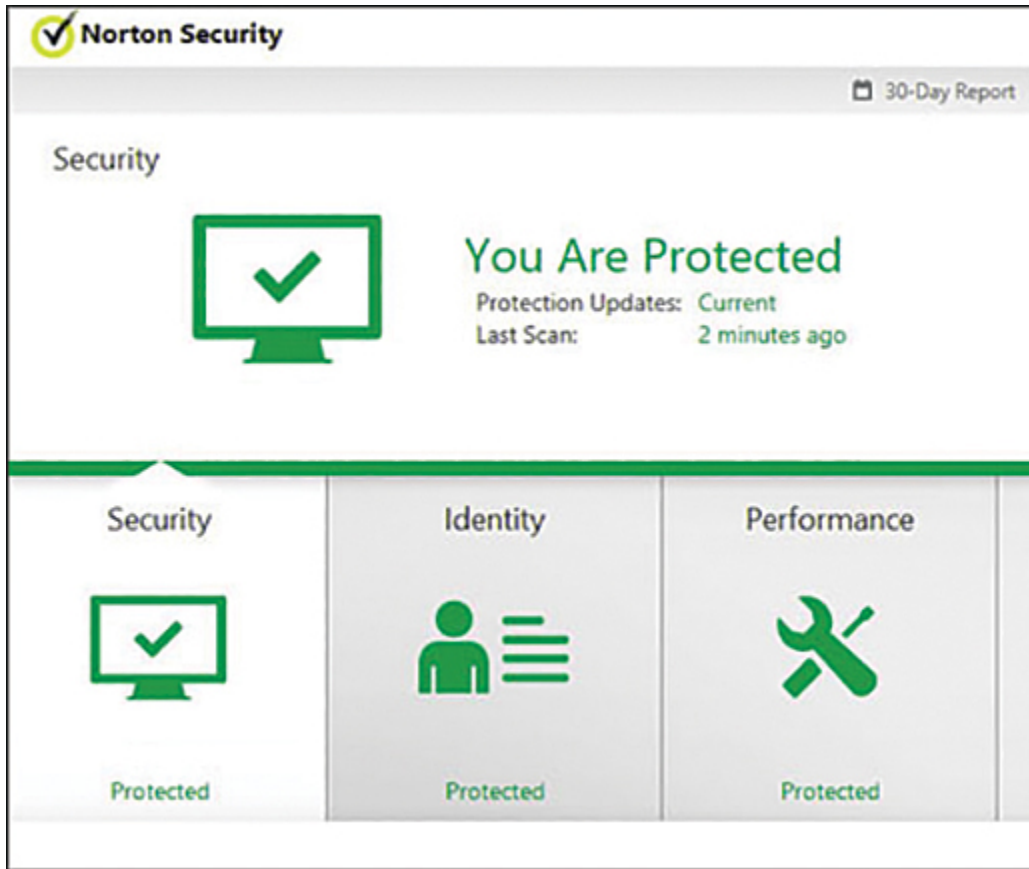 Norton Security
30-Day Report
Security
You Are Protected
Protection Updates: Current
Last Scan: 2 minutes ago
Security Identity Performance
Protected Protected Protected